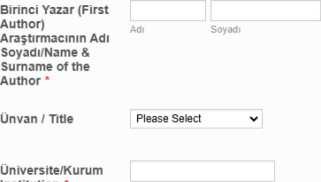 Birinci Yazar (First
Author)
Araştırmacının Adı
Soyadı/Name &
Surname of the
Author *
Adı
Soyadı
Ünvan / Title
Please Select
Üniversite/Kurum